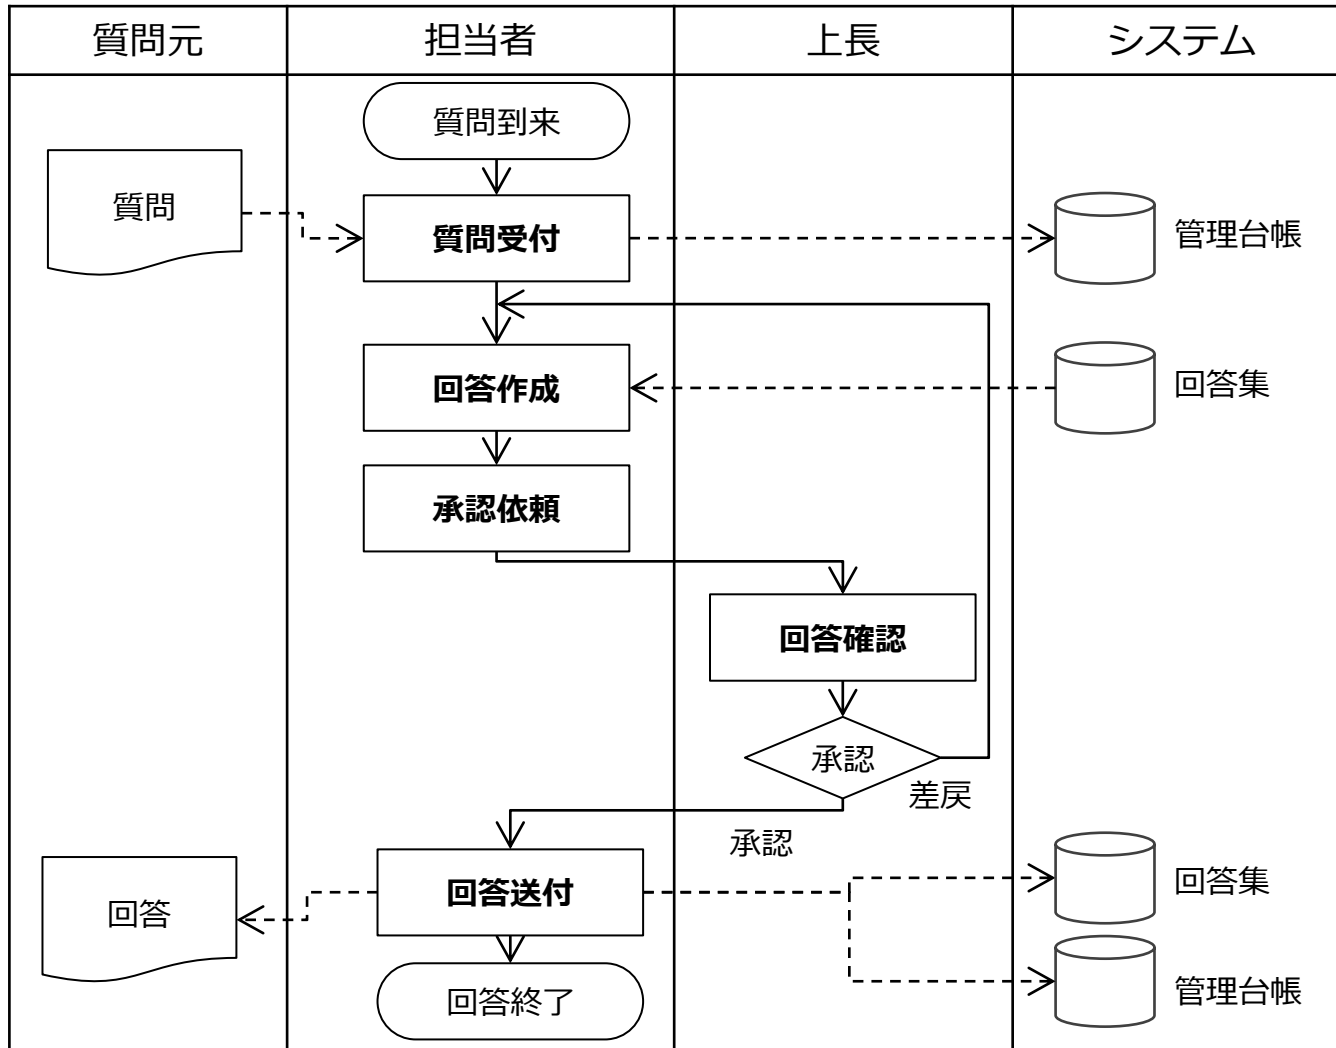 質問元
担当者
上長
システム
質問到来
質問
質問受付
管理台帳
回答作成
回答集
承認依頼
回答確認
承認
差戻
承認
回答送付
回答集
回答
回答終了
管理台帳